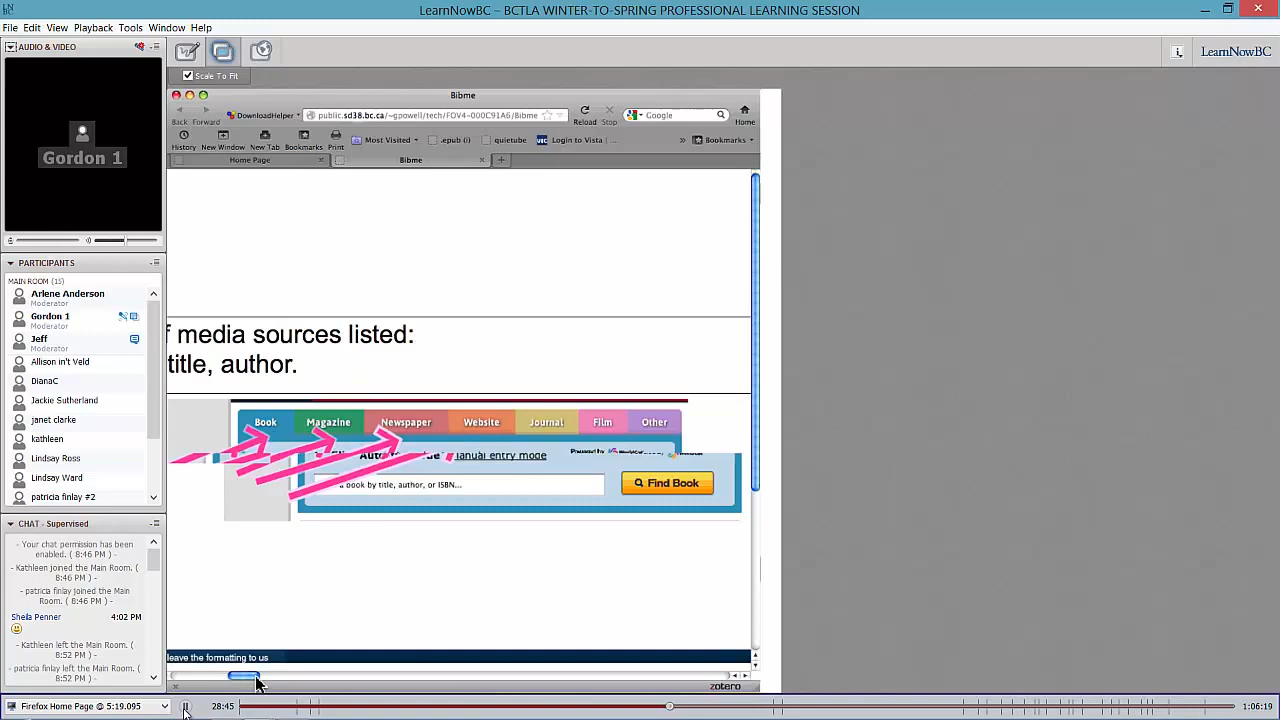 LearnNowBC – BCTLA WINTER-TO-SPRING PROFESSIONAL LEARNING SESSION
File Edit View Playback Tools Window Help
AUDIO & VIDEO
LearnNowBC
Scale To Fit
Bibme
Back Forward
DownloadHelper
public.sd38.bc.ca/~gpowell/tech/FOV4-000C91A6/Bibme
Reload Stop
Google
Home
History New Window New Tab Bookmarks Print
Most Visited
.epub (i)
quietube
Login to Vista | ...
» Bookmarks
Home Page
Bibme
Gordon 1
PARTICIPANTS
MAIN ROOM (15)
Arlene Anderson
Moderator
Gordon 1
Moderator
Jeff
Moderator
Allison in't Veld
DianaC
Jackie Sutherland
janet clarke
kathleen
Lindsay Ross
Lindsay Ward
patricia finlay #2
f media sources listed:
title, author.
Book Magazine Newspaper Website Journal Film Other
manual entry mode
book by title, author, or ISBN...
Find Book
CHAT - Supervised
- Your chat permission has been
enabled. ( 8:46 PM ) -
- Kathleen joined the Main Room. (
8:46 PM ) -
- patricia finlay joined the Main
Room. ( 8:46 PM ) -
Sheila Penner 4:02 PM
- Kathleen left the Main Room. (
8:52 PM ) -
- patricia finlay left the Main Room. (
8:52 PM ) -
leave the formatting to us
zotero
Firefox Home Page @ 5:19.095
28:45
1:06:19